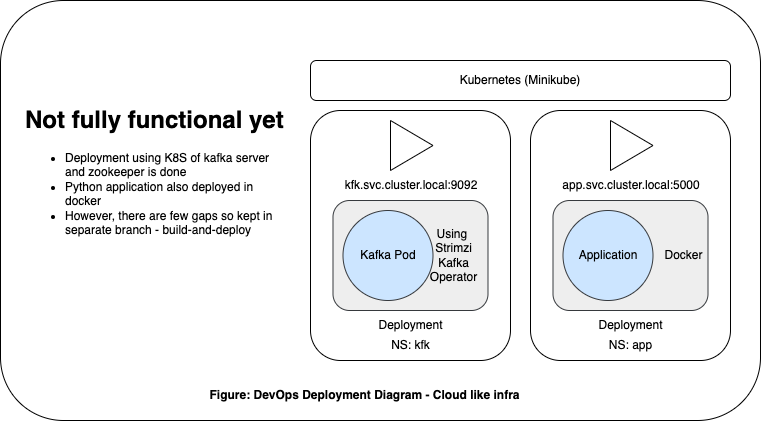 Kubernetes (Minikube)
Not fully functional yet
• Deployment using K8S of kafka server
and zookeeper is done
• Python application also deployed in
docker
• However, there are few gaps so kept in
separate branch - build-and-deploy
kfk.svc.cluster.local:9092
Kafka Pod
Using
Strimzi
Kafka
Operator
Deployment
NS: kfk
app.svc.cluster.local:5000
Application
Docker
Deployment
NS: app
Figure: DevOps Deployment Diagram - Cloud like infra